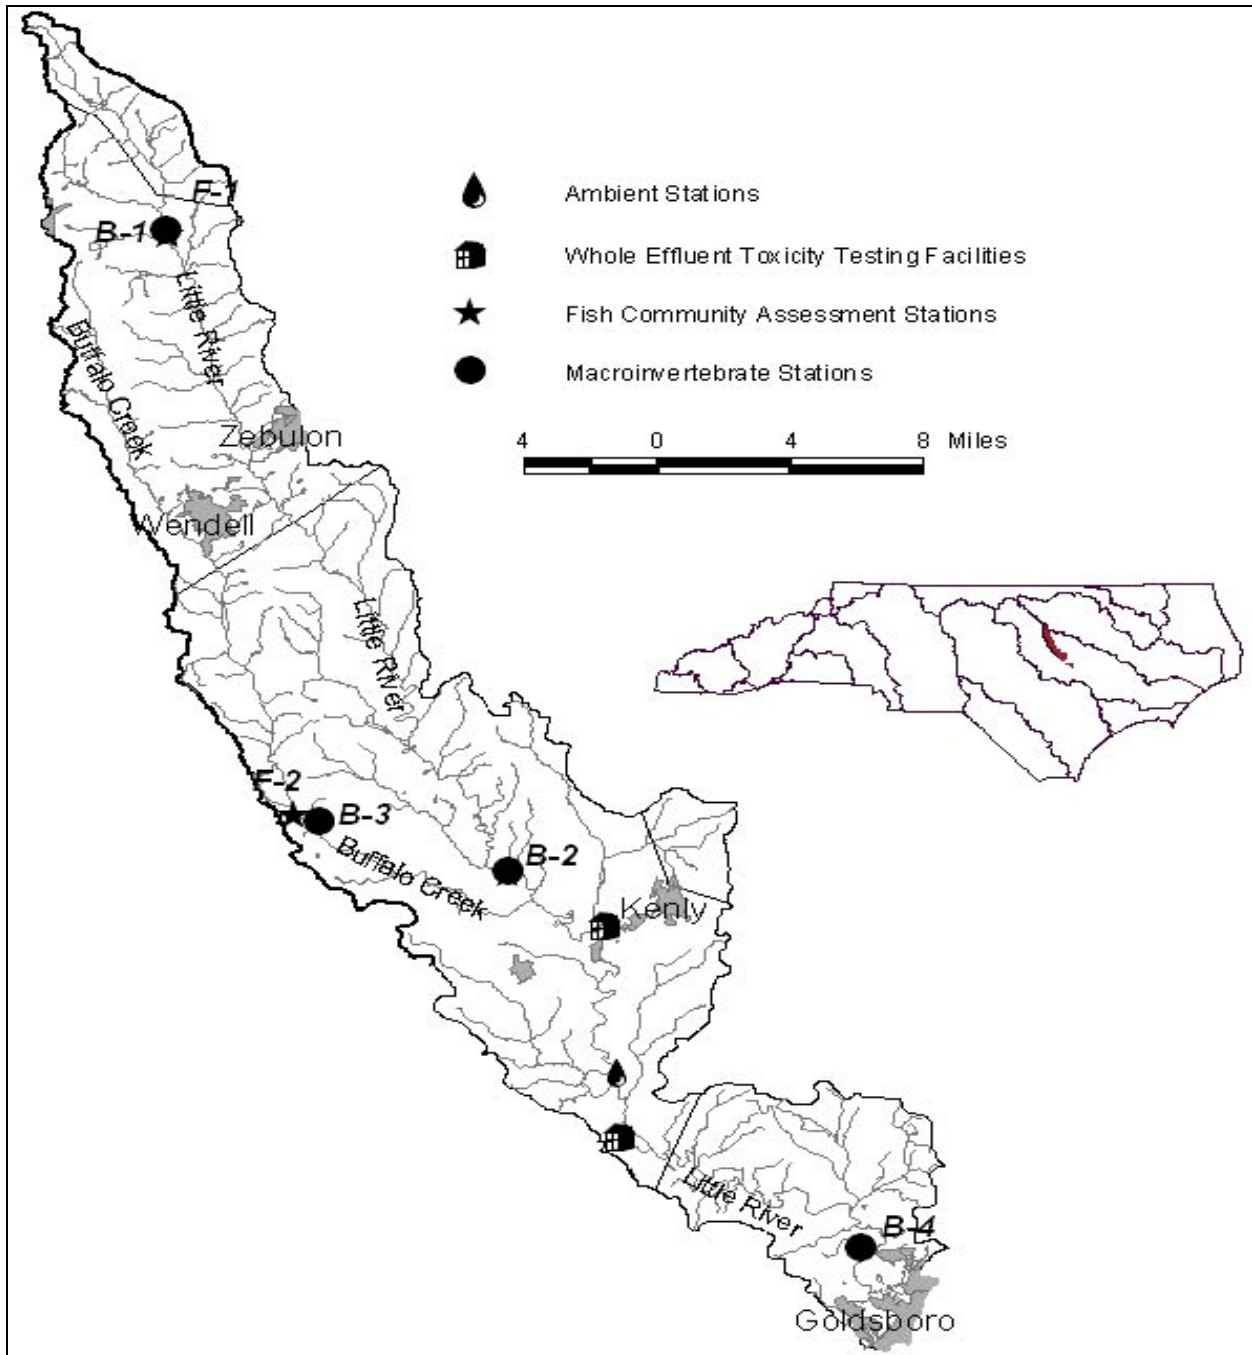 F-1
Ambient Stations
B-1
Whole Effluent Toxicity Testing Facilities
Little River
Fish Community Assessment Stations
Buffalo Creek
Macroinvertebrate Stations
Zebulon
4 0 4 8 Miles
Wendell
Little River
F-2
B-3
B-2
Buffalo Creek
Kenly
Little River
B-4
Goldsboro